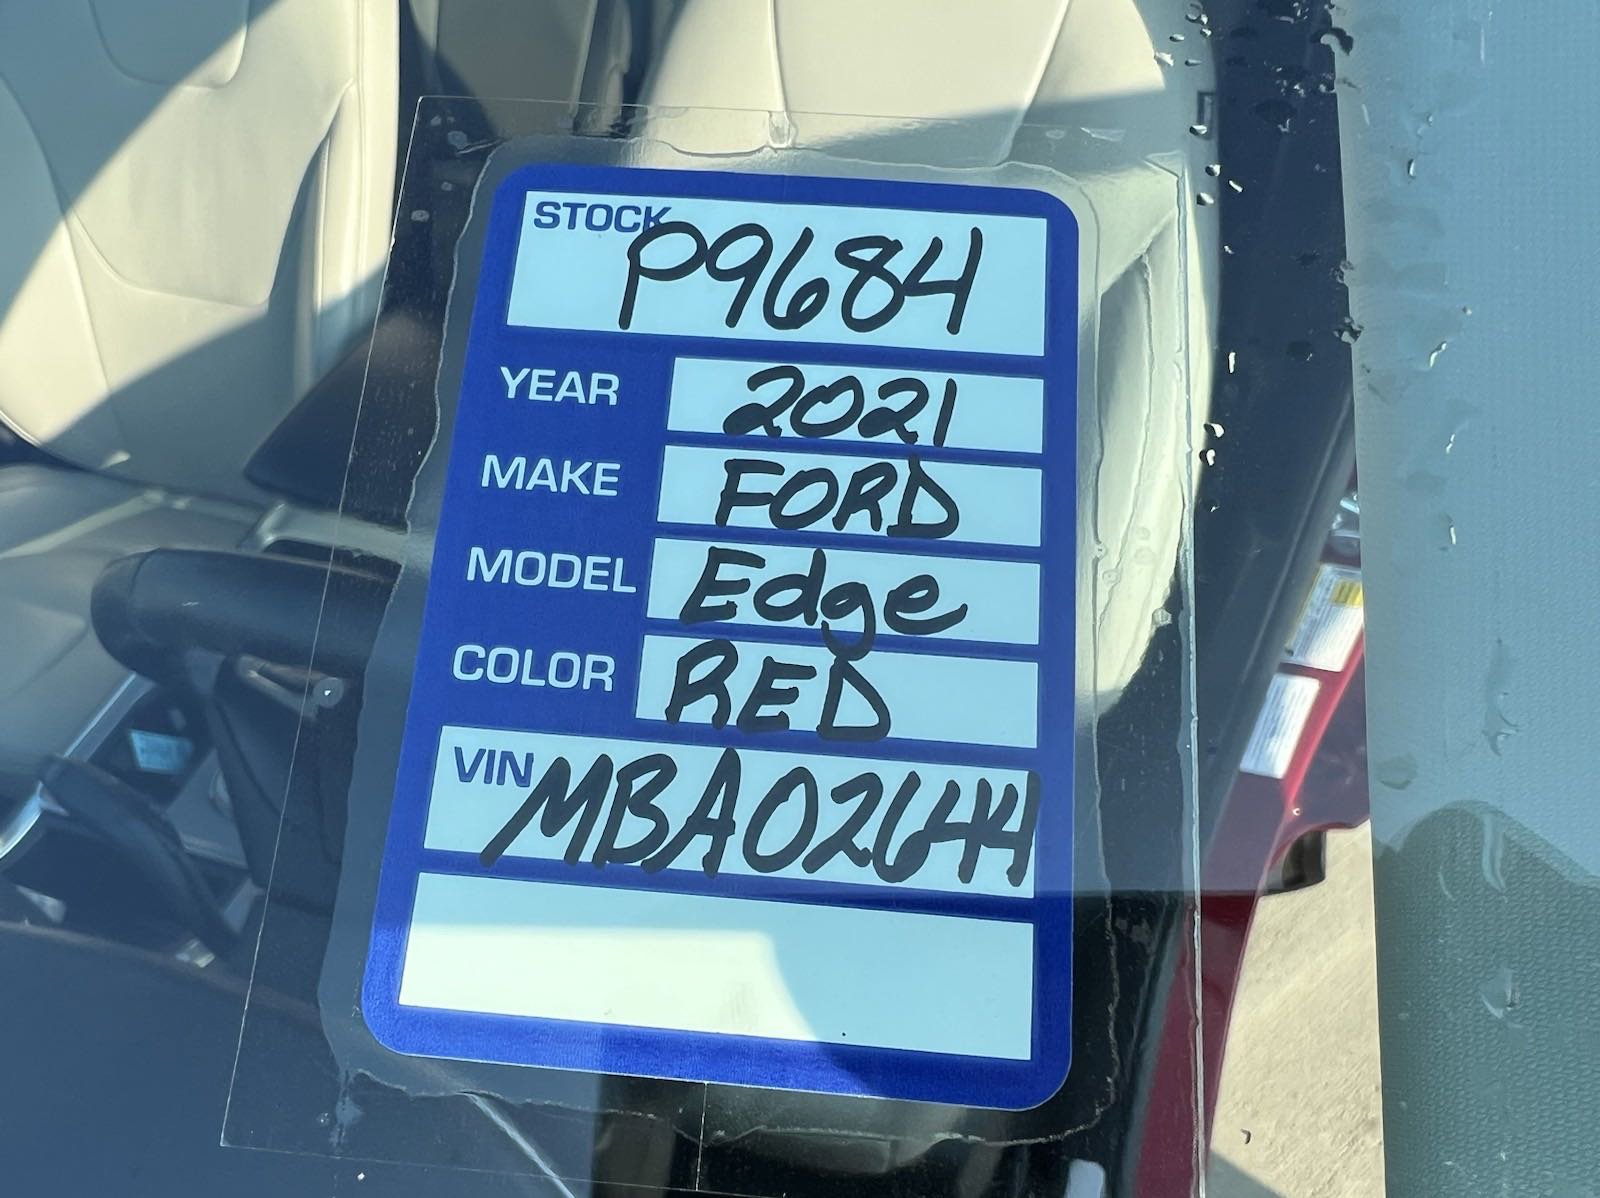 STOCK P9684
YEAR 2021
MAKE FORD
MODEL Edge
COLOR RED
VIN MBA02644